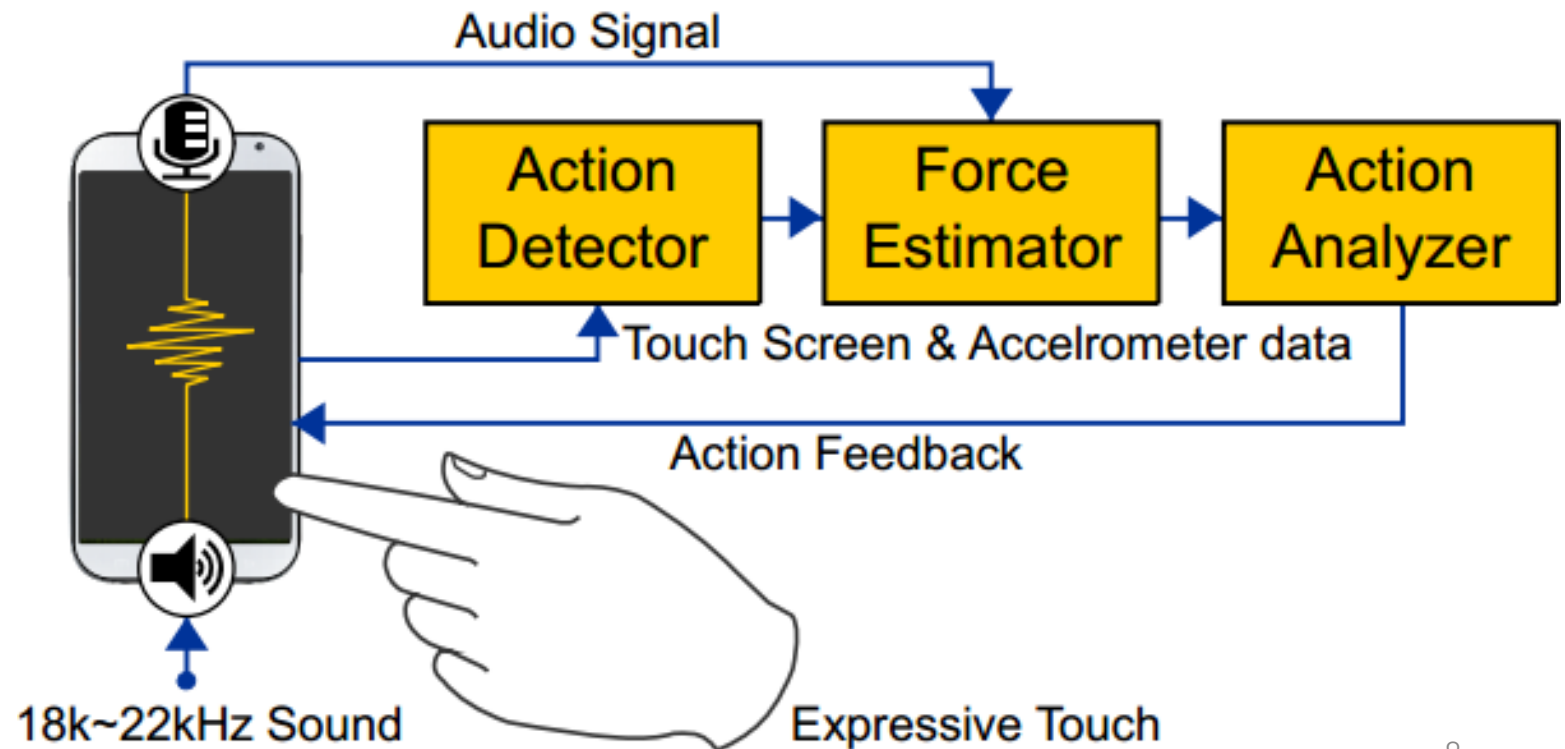 Audio Signal
Action
Detector
Force
Estimator
Action
Analyzer
Touch Screen & Accelrometer data
Action Feedback
18k~22kHz Sound
Expressive Touch